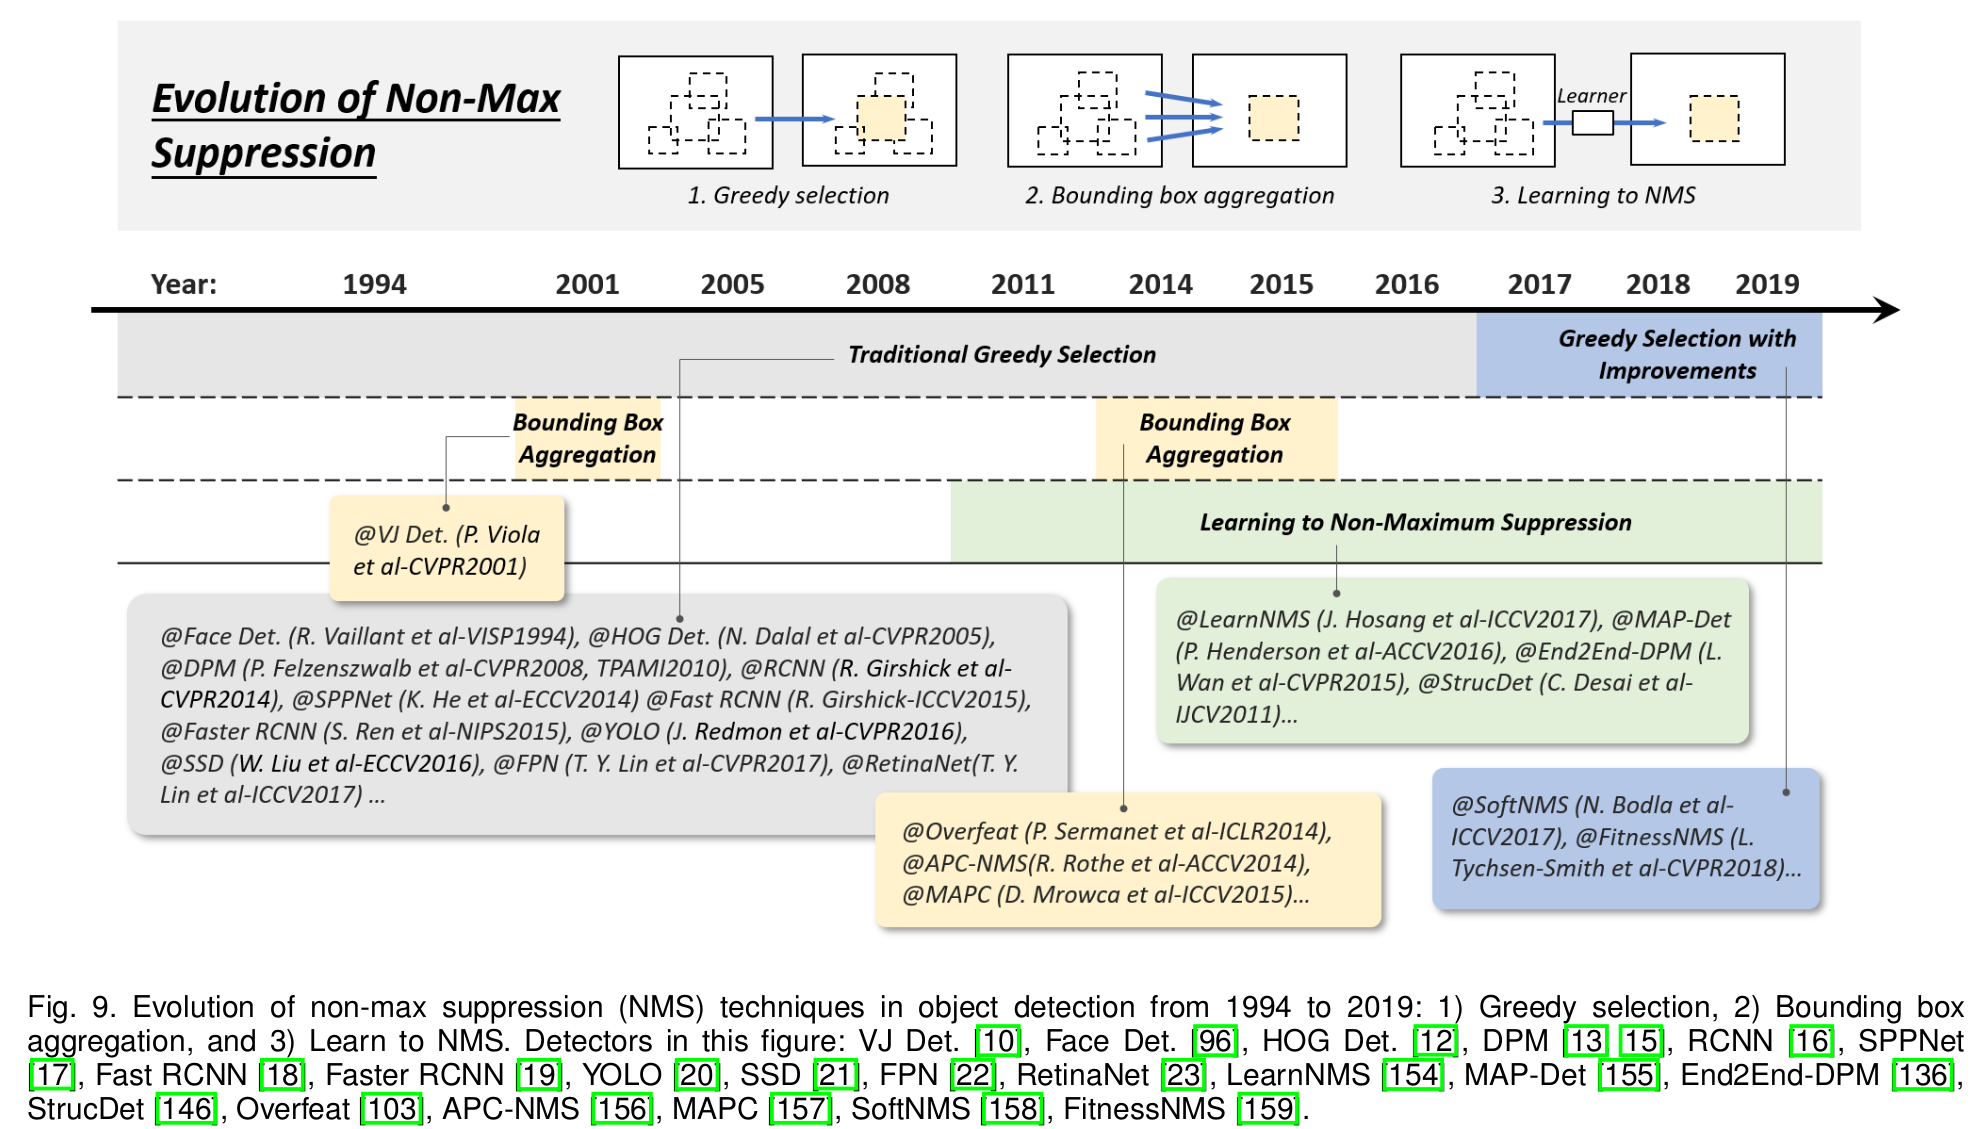 Evolution of Non-Max
Suppression
Learner
1. Greedy selection
2. Bounding box aggregation
3. Learning to NMS
Year: 1994 2001 2005 2008 2011 2014 2015 2016 2017 2018 2019
Traditional Greedy Selection
Greedy Selection with
Improvements
Bounding Box
Aggregation
Bounding Box
Aggregation
Learning to Non-Maximum Suppression
@VJ Det. (P. Viola
et al-CVPR2001)
@Face Det. (R. Vaillant et al-VISP1994), @HOG Det. (N. Dalal et al-CVPR2005),
@DPM (P. Felzenszwalb et al-CVPR2008, TPAMI2010), @RCNN (R. Girshick et al-
CVPR2014), @SPPNet (K. He et al-ECCV2014) @Fast RCNN (R. Girshick-ICCV2015),
@Faster RCNN (S. Ren et al-NIPS2015), @YOLO (J. Redmon et al-CVPR2016),
@SSD (W. Liu et al-ECCV2016), @FPN (T. Y. Lin et al-CVPR2017), @RetinaNet(T. Y.
Lin et al-ICCV2017) ...
@LearnNMS (J. Hosang et al-ICCV2017), @MAP-Det
(P. Henderson et al-ACCV2016), @End2End-DPM (L.
Wan et al-CVPR2015), @StrucDet (C. Desai et al-
IJCV2011)...
@Overfeat (P. Sermanet et al-ICLR2014),
@APC-NMS(R. Rothe et al-ACCV2014),
@MAPC (D. Mrowca et al-ICCV2015)...
@SoftNMS (N. Bodla et al-
ICCV2017), @FitnessNMS (L.
Tychsen-Smith et al-CVPR2018)...
Fig. 9. Evolution of non-max suppression (NMS) techniques in object detection from 1994 to 2019: 1) Greedy selection, 2) Bounding box
aggregation, and 3) Learn to NMS. Detectors in this figure: VJ Det. [10], Face Det. [96], HOG Det. [12], DPM [13, 15], RCNN [16], SPPNet
[17], Fast RCNN [18], Faster RCNN [19], YOLO [20], SSD [21], FPN [22], RetinaNet [23], LearnNMS [154], MAP-Det [155], End2End-DPM [136],
StrucDet [146], Overfeat [103], APC-NMS [156], MAPC [157], SoftNMS [158], FitnessNMS [159].